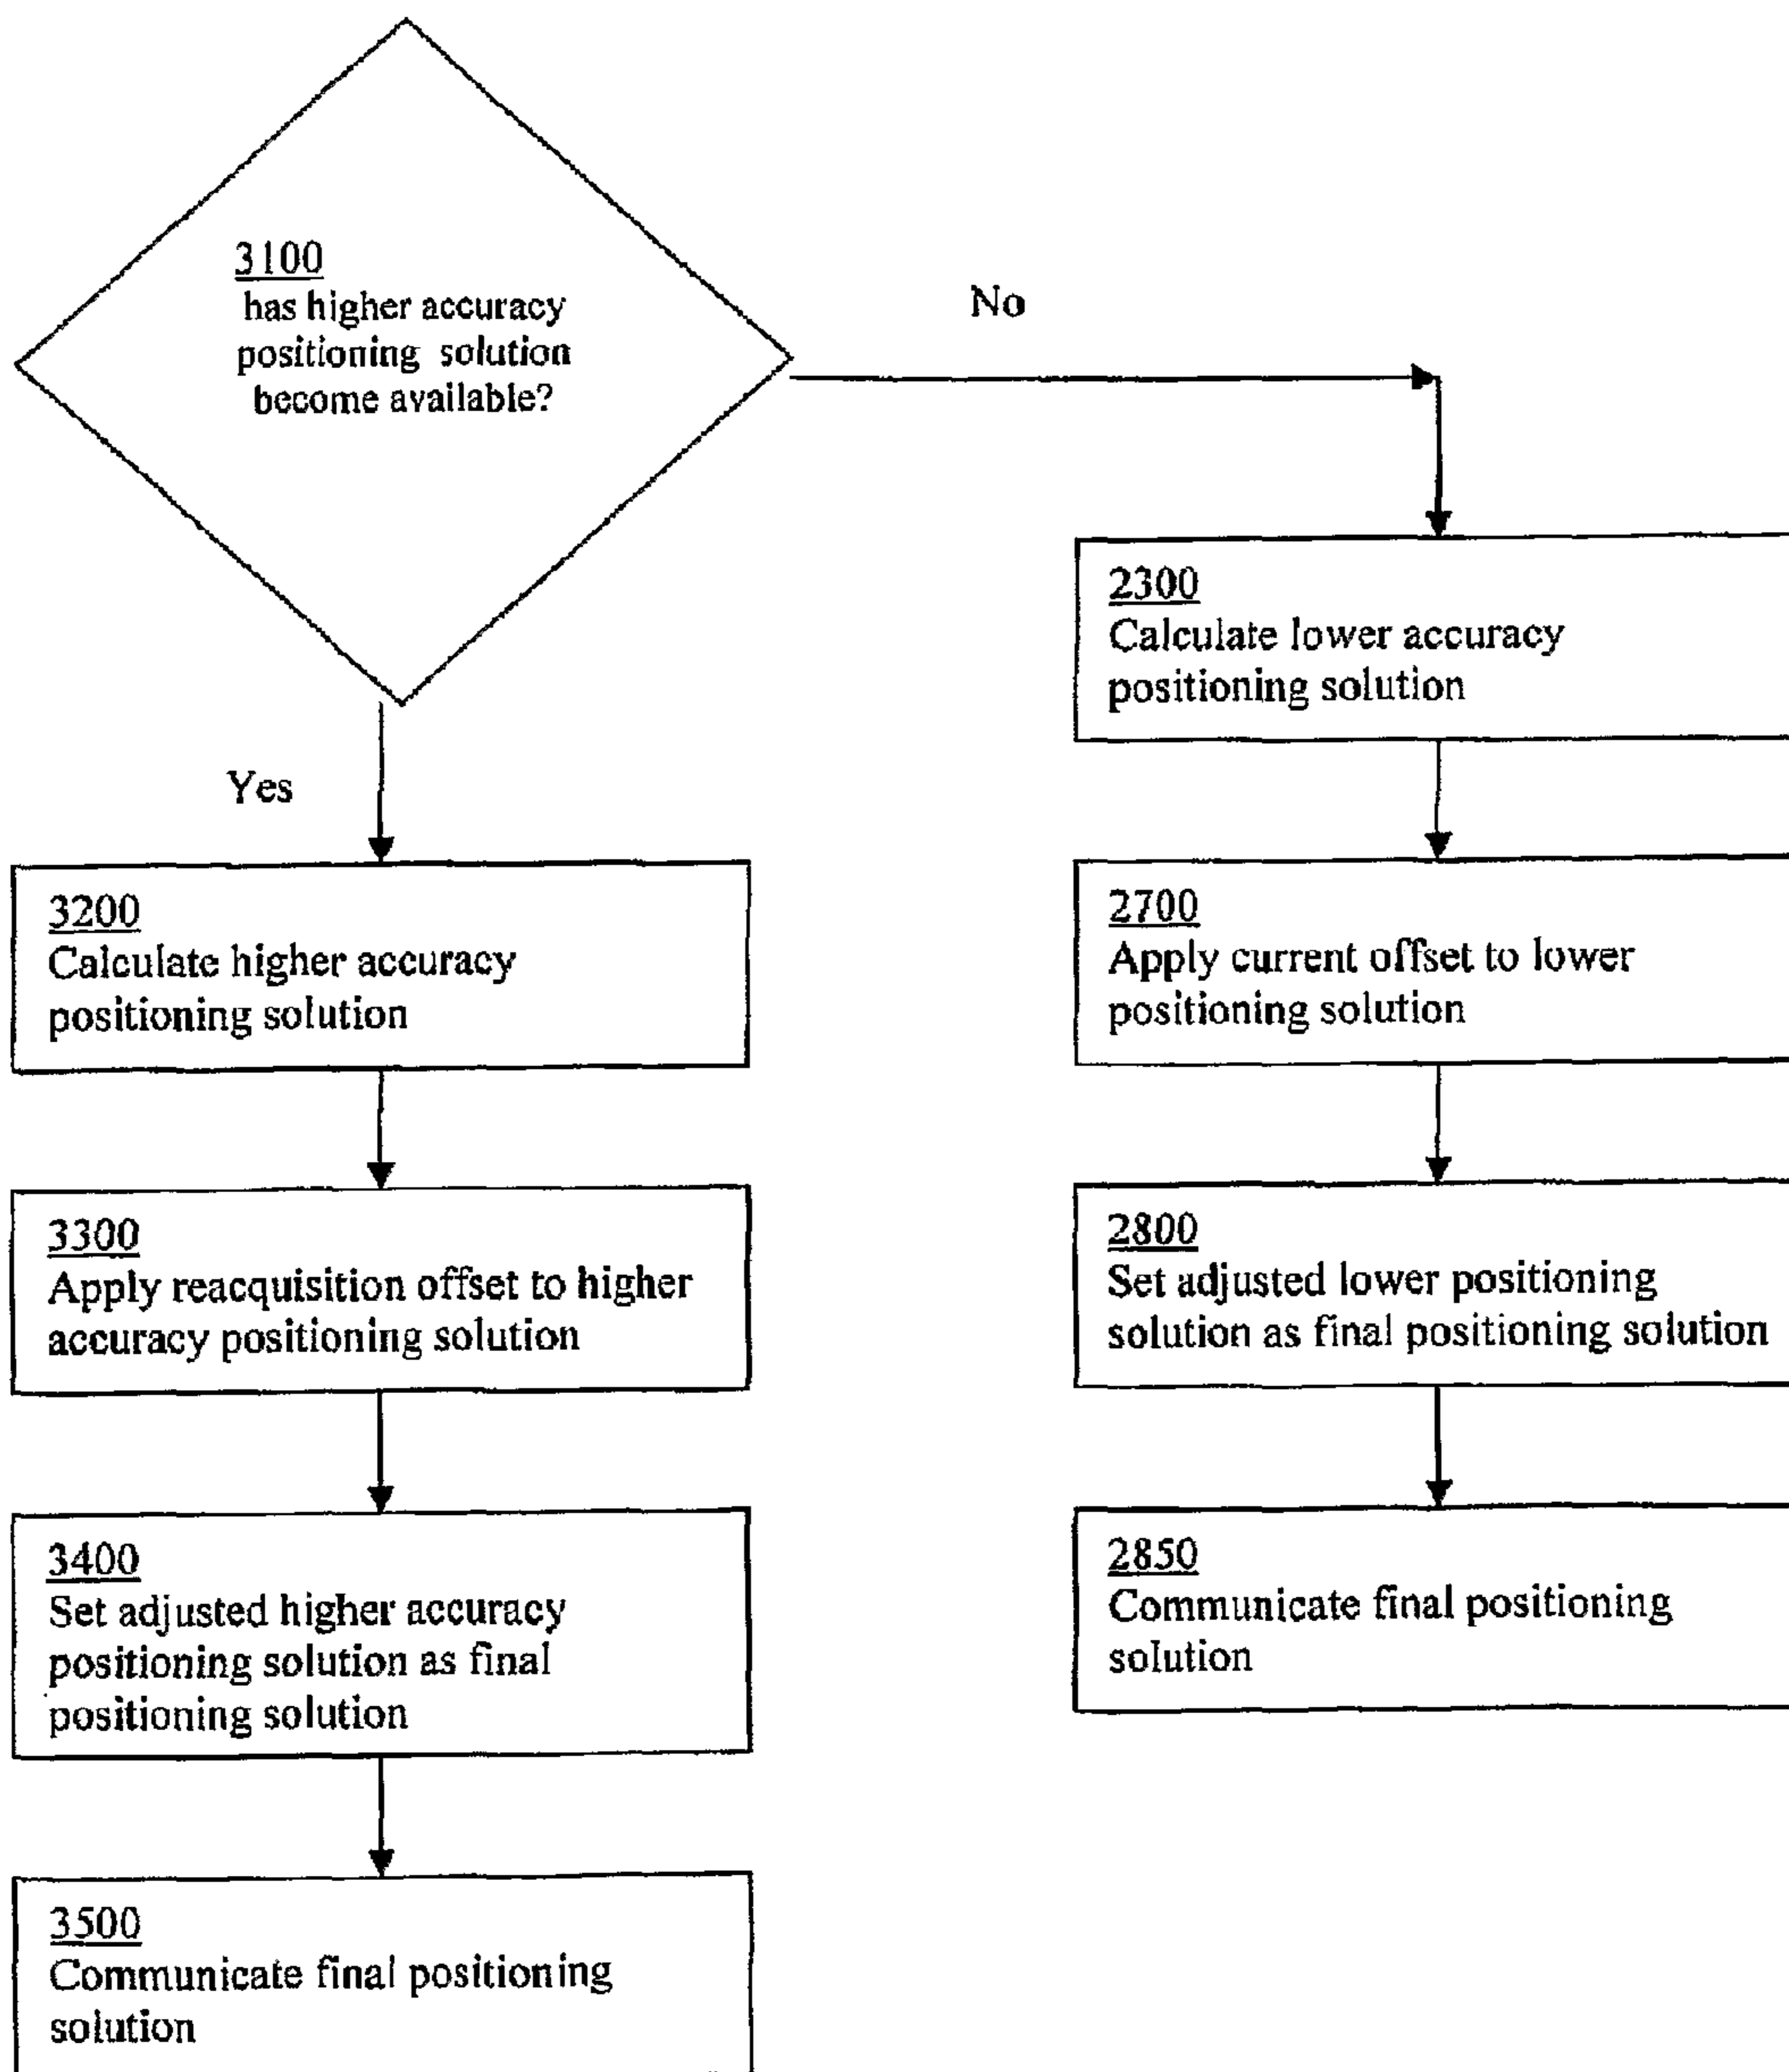 3100
has higher accuracy
positioning solution
become available?
No
Yes
2300
Calculate lower accuracy
positioning solution
3200
Calculate higher accuracy
positioning solution
2700
Apply current offset to lower
positioning solution
3300
Apply reacquisition offset to higher
accuracy positioning solution
2800
Set adjusted lower positioning
solution as final positioning solution
3400
Set adjusted higher accuracy
positioning solution as final
positioning solution
2850
Communicate final positioning
solution
3500
Communicate final positioning
solution